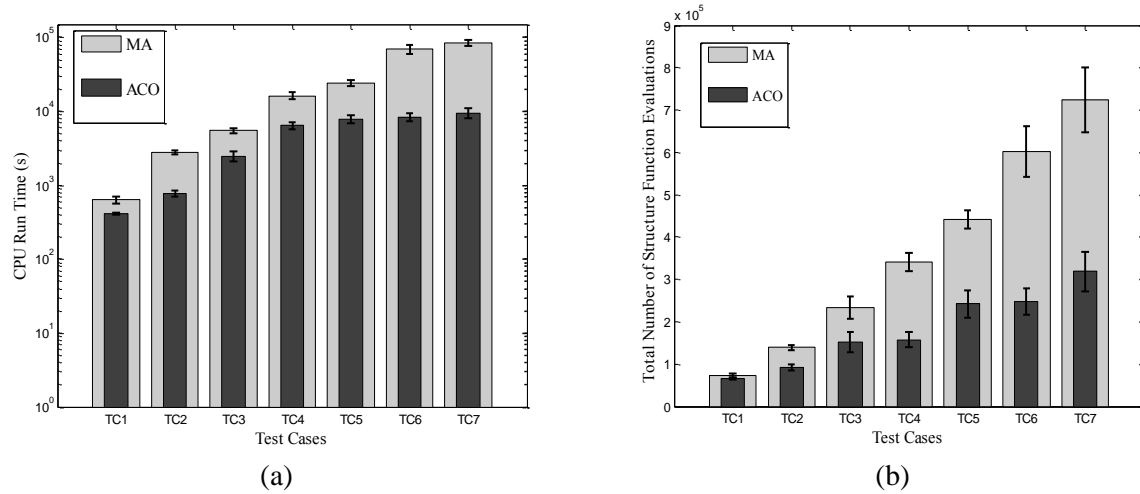 10⁵
10⁴
10³
10²
10¹
10⁰
CPU Run Time (s)
MA
ACO
TC1 TC2 TC3 TC4 TC5 TC6 TC7
Test Cases
(a)
x 10⁵
9
8
7
6
5
4
3
2
1
0
Total Number of Structure Function Evaluations
MA
ACO
TC1 TC2 TC3 TC4 TC5 TC6 TC7
Test Cases
(b)